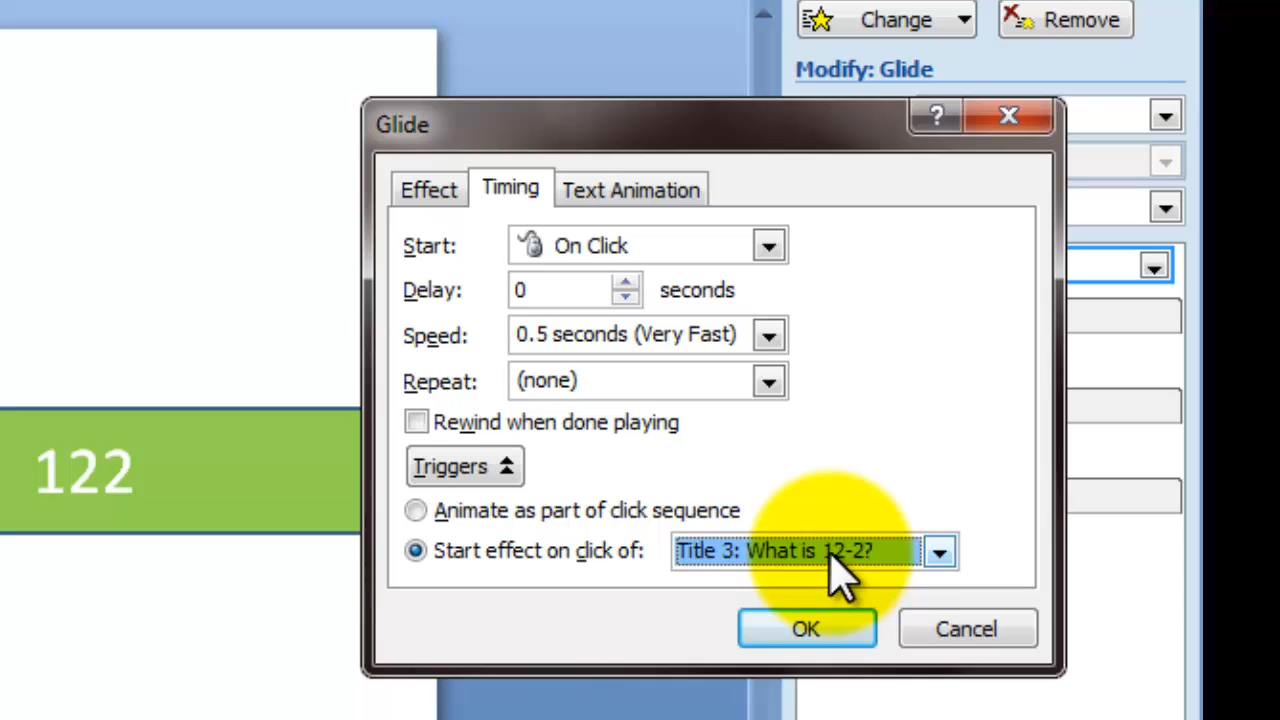 Change
Remove
Modify: Glide
Glide
?
Effect
Timing
Text Animation
Start:
On Click
Delay:
0
seconds
Speed:
0.5 seconds (Very Fast)
Repeat:
(none)
Rewind when done playing
122
Triggers
Animate as part of click sequence
Start effect on click of:
Title 3: What is 12-2?
OK
Cancel